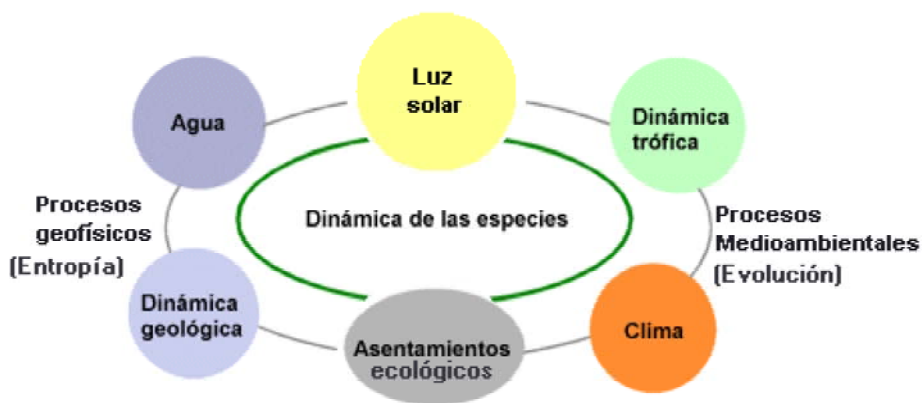 Luz
solar
Agua
Dinámica
trófica
Procesos
geofísicos
(Entropía)
Dinámica de las especies
Procesos
Medioambientales
(Evolución)
Dinámica
geológica
Asentamientos
ecológicos
Clima